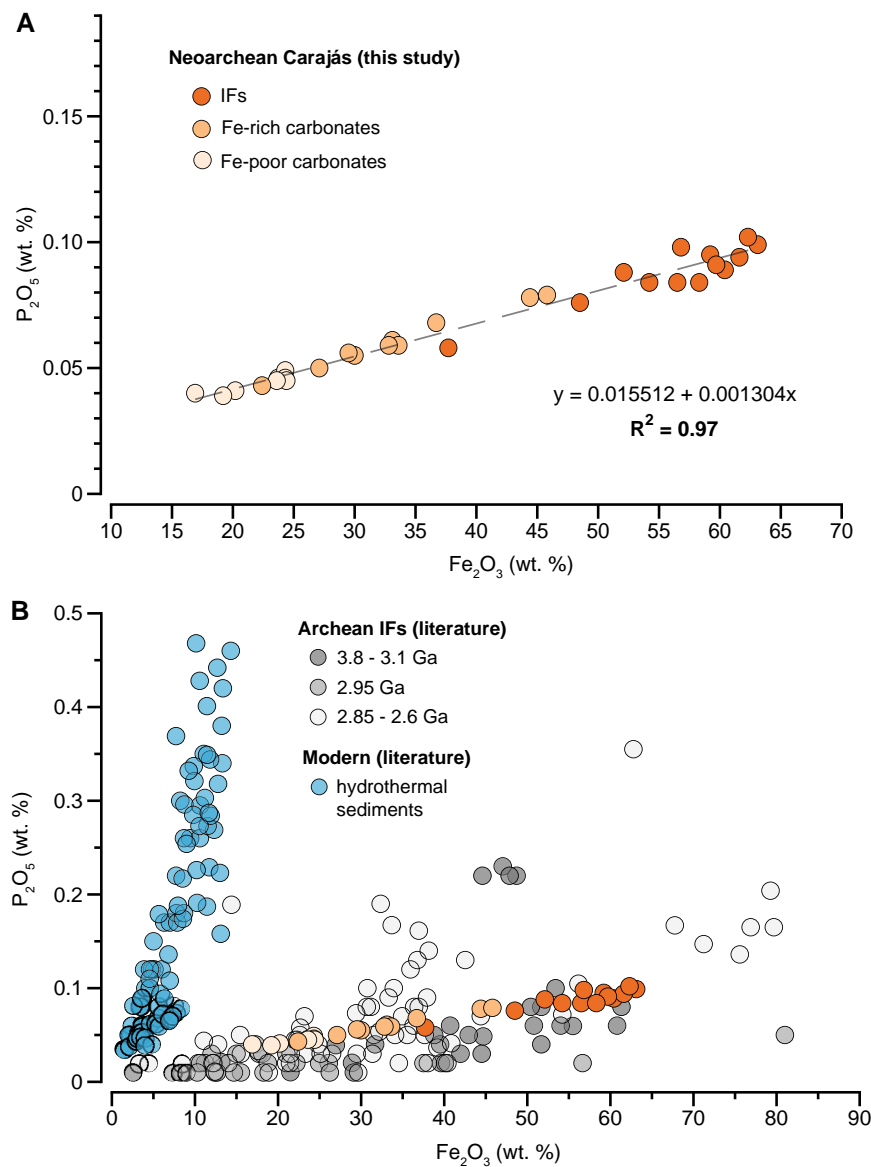 A
Neoarchean Carajás (this study)
IFs
Fe-rich carbonates
Fe-poor carbonates
0.15
0.10
0.05
0
P₂O₅ (wt. %)
y = 0.015512 + 0.001304x
R² = 0.97
10 15 20 25 30 35 40 45 50 55 60 65 70
Fe₂O₃ (wt. %)
B
Archean IFs (literature)
3.8 - 3.1 Ga
2.95 Ga
2.85 - 2.6 Ga
Modern (literature)
hydrothermal
sediments
0.5
0.4
0.3
0.2
0.1
0
P₂O₅ (wt. %)
0 10 20 30 40 50 60 70 80 90
Fe₂O₃ (wt. %)